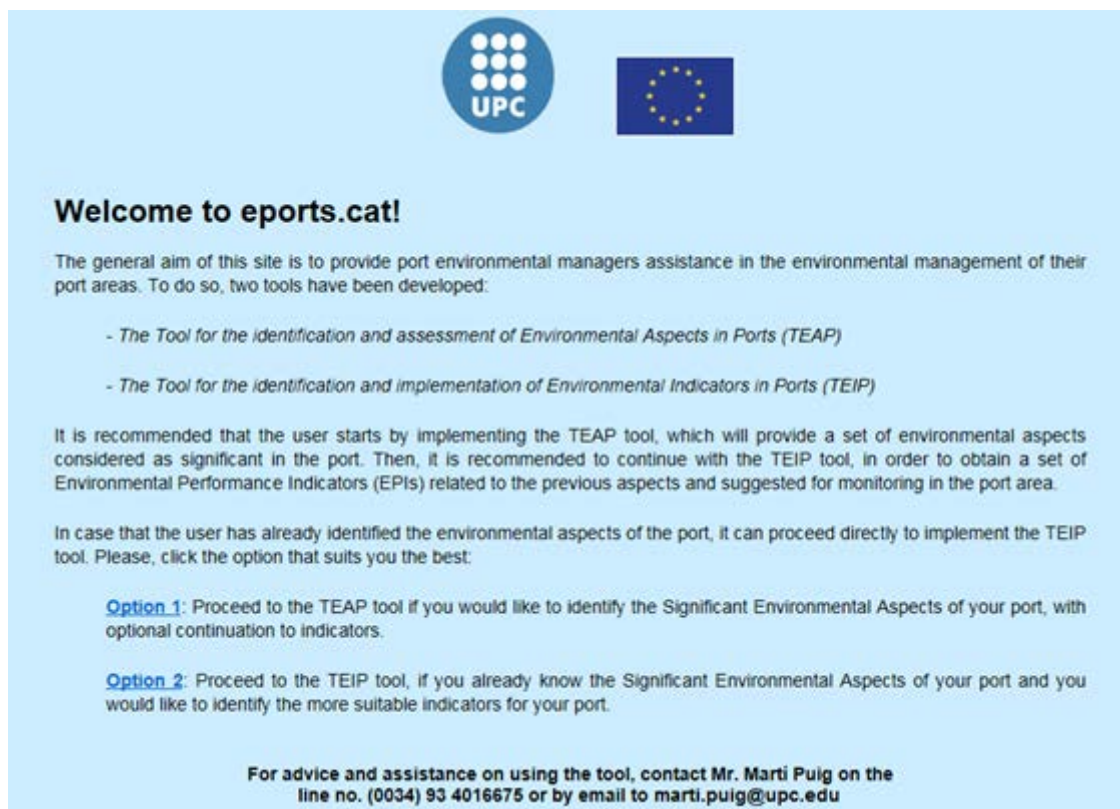 UPC
Welcome to eports.cat!
The general aim of this site is to provide port environmental managers assistance in the environmental management of their
port areas. To do so, two tools have been developed:
- The Tool for the identification and assessment of Environmental Aspects in Ports (TEAP)
- The Tool for the identification and implementation of Environmental Indicators in Ports (TEIP)
It is recommended that the user starts by implementing the TEAP tool, which will provide a set of environmental aspects
considered as significant in the port. Then, it is recommended to continue with the TEIP tool, in order to obtain a set of
Environmental Performance Indicators (EPIs) related to the previous aspects and suggested for monitoring in the port area.
In case that the user has already identified the environmental aspects of the port, it can proceed directly to implement the TEIP
tool. Please, click the option that suits you the best:
Option 1: Proceed to the TEAP tool if you would like to identify the Significant Environmental Aspects of your port, with
optional continuation to indicators.
Option 2: Proceed to the TEIP tool, if you already know the Significant Environmental Aspects of your port and you
would like to identify the more suitable indicators for your port.
For advice and assistance on using the tool, contact Mr. Martí Puig on the
line no. (0034) 93 4016675 or by email to marti.puig@upc.edu